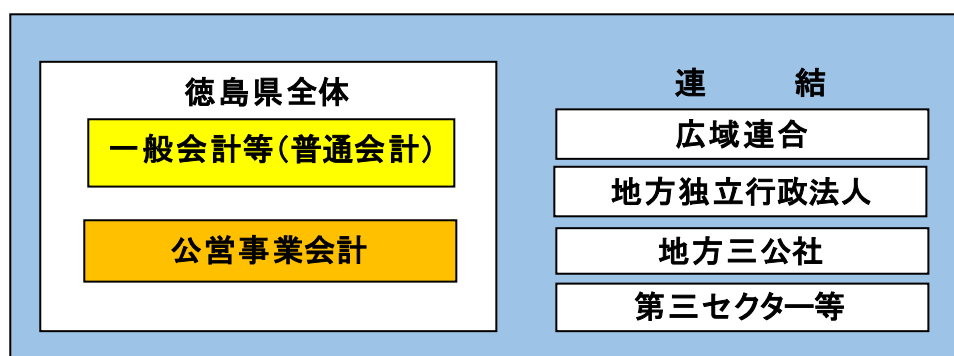 徳島県全体
一般会計等(普通会計)
公営事業会計
連　結
広域連合
地方独立行政法人
地方三公社
第三セクター等